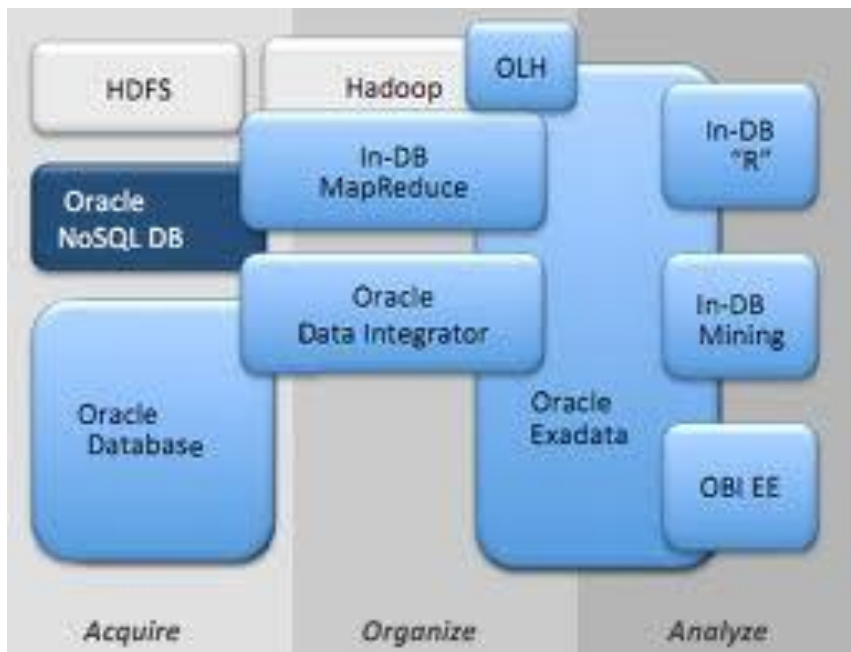 HDFS
Hadoop
OLH
In-DB
"R"
In-DB
MapReduce
Oracle
NoSQL DB
Oracle
Data Integrator
In-DB
Mining
Oracle
Database
Oracle
Exadata
OBI EE
Acquire
Organize
Analyze